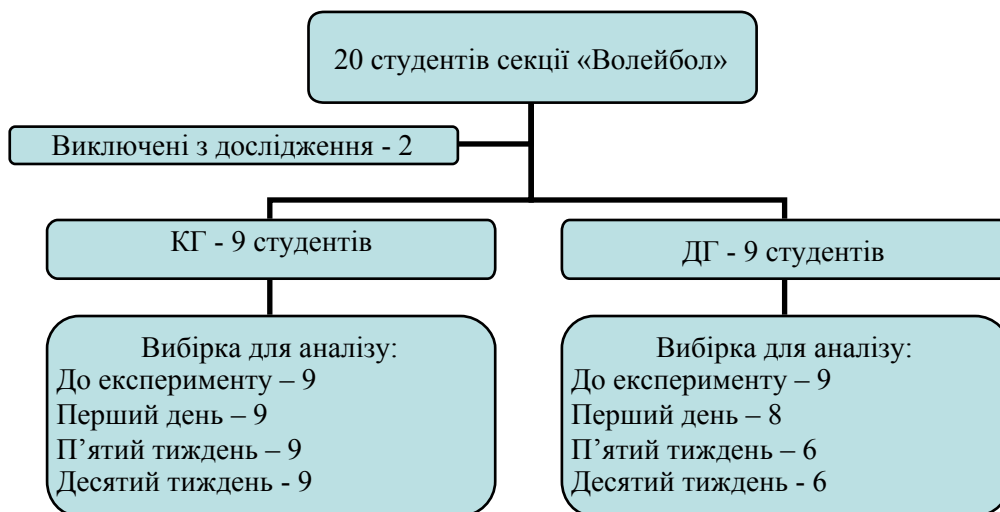 20 студентів секції «Волейбол»
Виключені з дослідження - 2
КГ - 9 студентів
ДГ - 9 студентів
Вибірка для аналізу:
До експерименту – 9
Перший день – 9
П’ятий тиждень – 9
Десятий тиждень - 9
Вибірка для аналізу:
До експерименту – 9
Перший день – 8
П’ятий тиждень – 6
Десятий тиждень - 6